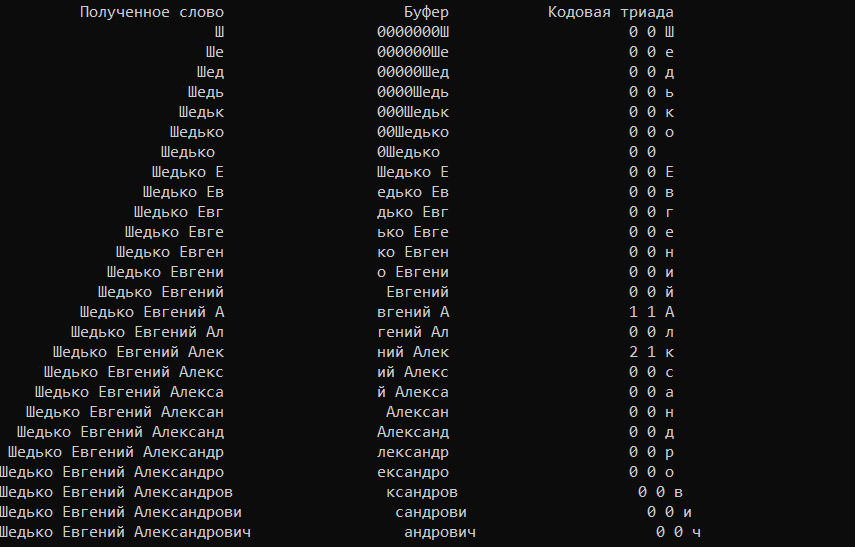 Полученное слово Буфер Кодовая триада
Ш 0000000Ш 0 0 Ш
Ше 000000Ше 0 0 е
Шед 00000Шед 0 0 д
Шедь 0000Шедь 0 0 ь
Шедьк 000Шедьк 0 0 к
Шедько 00Шедько 0 0 о
Шедько 0Шедько 0 0
Шедько Е Шедько Е 0 0 Е
Шедько Ев едько Ев 0 0 в
Шедько Евг дько Евг 0 0 г
Шедько Евге ько Евге 0 0 е
Шедько Евген ко Евген 0 0 н
Шедько Евгени о Евгени 0 0 и
Шедько Евгений Евгений 0 0 й
Шедько Евгений А вгений А 1 1 А
Шедько Евгений Ал гений Ал 0 0 л
Шедько Евгений Алек ний Алек 2 1 к
Шедько Евгений Алекс ий Алекс 0 0 с
Шедько Евгений Алекса й Алекса 0 0 а
Шедько Евгений Алексан Алексан 0 0 н
Шедько Евгений Александ Александ 0 0 д
Шедько Евгений Александр лександр 0 0 р
Шедько Евгений Александро ександро 0 0 о
Шедько Евгений Александров ксандров 0 0 в
Шедько Евгений Александрови сандрови 0 0 и
Шедько Евгений Александрович андрович 0 0 ч